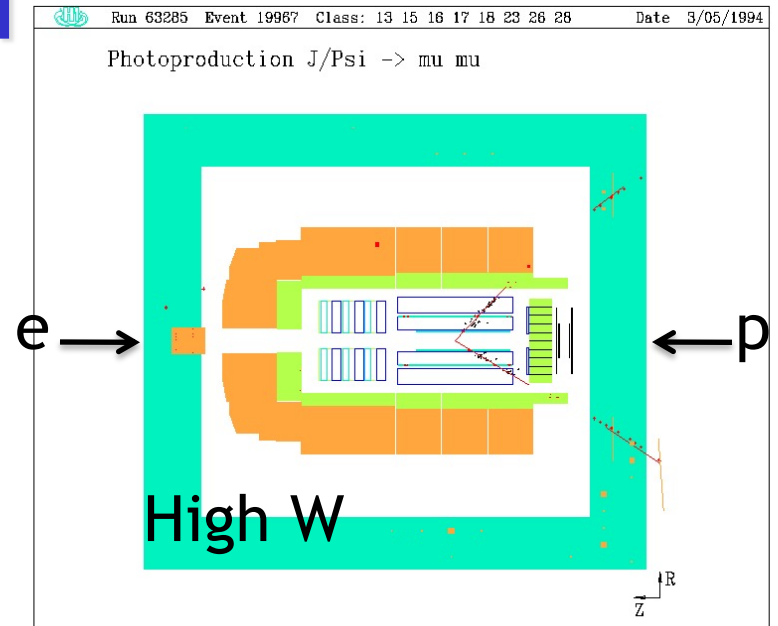 Run 63285 Event 19967 Class: 13 15 16 17 18 23 26 28 Date 3/05/1994
Photoproduction J/Psi -> mu mu
e
p
High W
R
Z